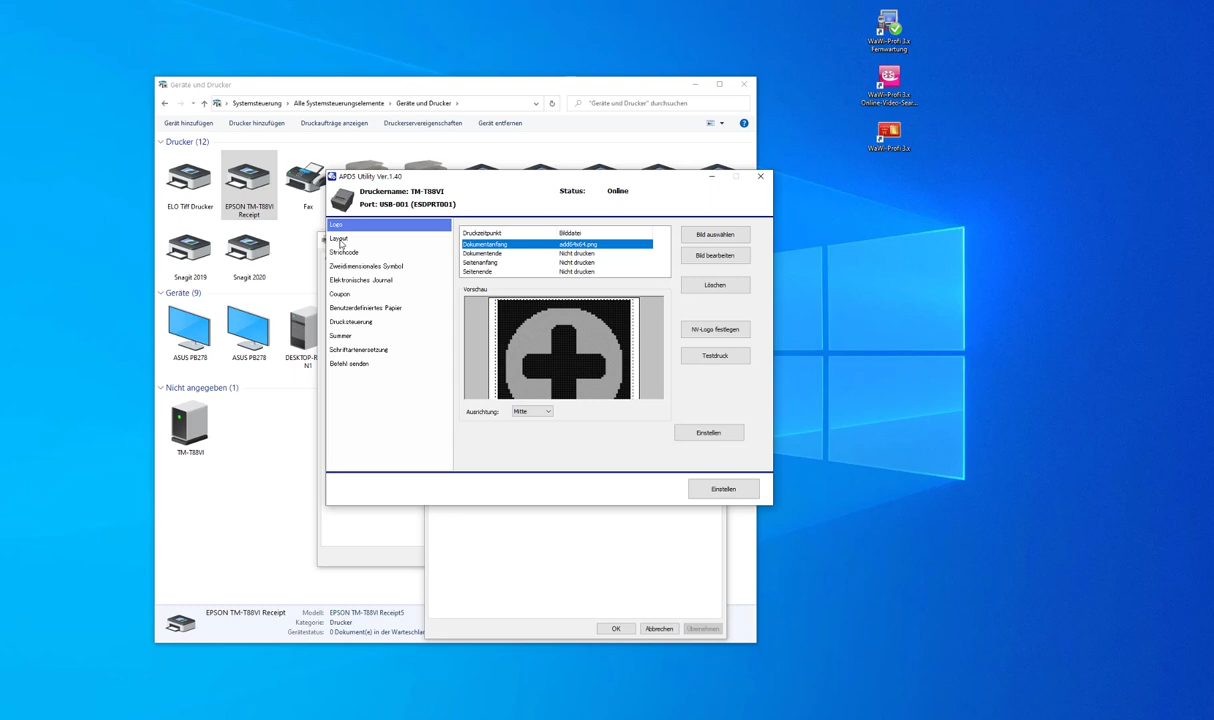 WaWi-Profi 3.x
Fernwartung
WaWi-Profi 3.x
Online-Video-Sear...
WaWi-Profi 3.x
Geräte und Drucker
Systemsteuerung
Alle Systemsteuerungselemente
Geräte und Drucker
"Geräte und Drucker" durchsuchen
Gerät hinzufügen
Drucker hinzufügen
Druckaufträge anzeigen
Druckerservereigenschaften
Gerät entfernen
Drucker (12)
ELO Tiff Drucker
EPSON TM-T88VI
Receipt
Fax
Snagit 2019
Snagit 2020
Geräte (9)
ASUS PB278
ASUS PB278
Nicht angegeben (1)
TM-T88VI
APD5 Utility Ver.1.40
Druckername: TM-T88VI
Status:
Online
Port: USB-001 (ESDPRT001)
Logo
Layout
Strichcode
Zweidimensionales Symbol
Elektronisches Journal
Coupon
Benutzerdefiniertes Papier
Drucksteuerung
Summer
Schriftartenersetzung
Befehl senden
Druckzeitpunkt
Bilddatei
Dokumentanfang
add64x64.png
Dokumentende
Nicht drucken
Seitenanfang
Nicht drucken
Seitenende
Nicht drucken
Vorschau
Ausrichtung:
Mitte
Bild auswählen
Bild bearbeiten
Löschen
NV-Logo festlegen
Testdruck
Einstellen
Einstellen
OK
Abbrechen
Übernehmen
EPSON TM-T88VI Receipt
Modell:
EPSON TM-T88VI Receipt5
Kategorie:
Drucker
Gerätestatus:
0 Dokument(e) in der Warteschlan